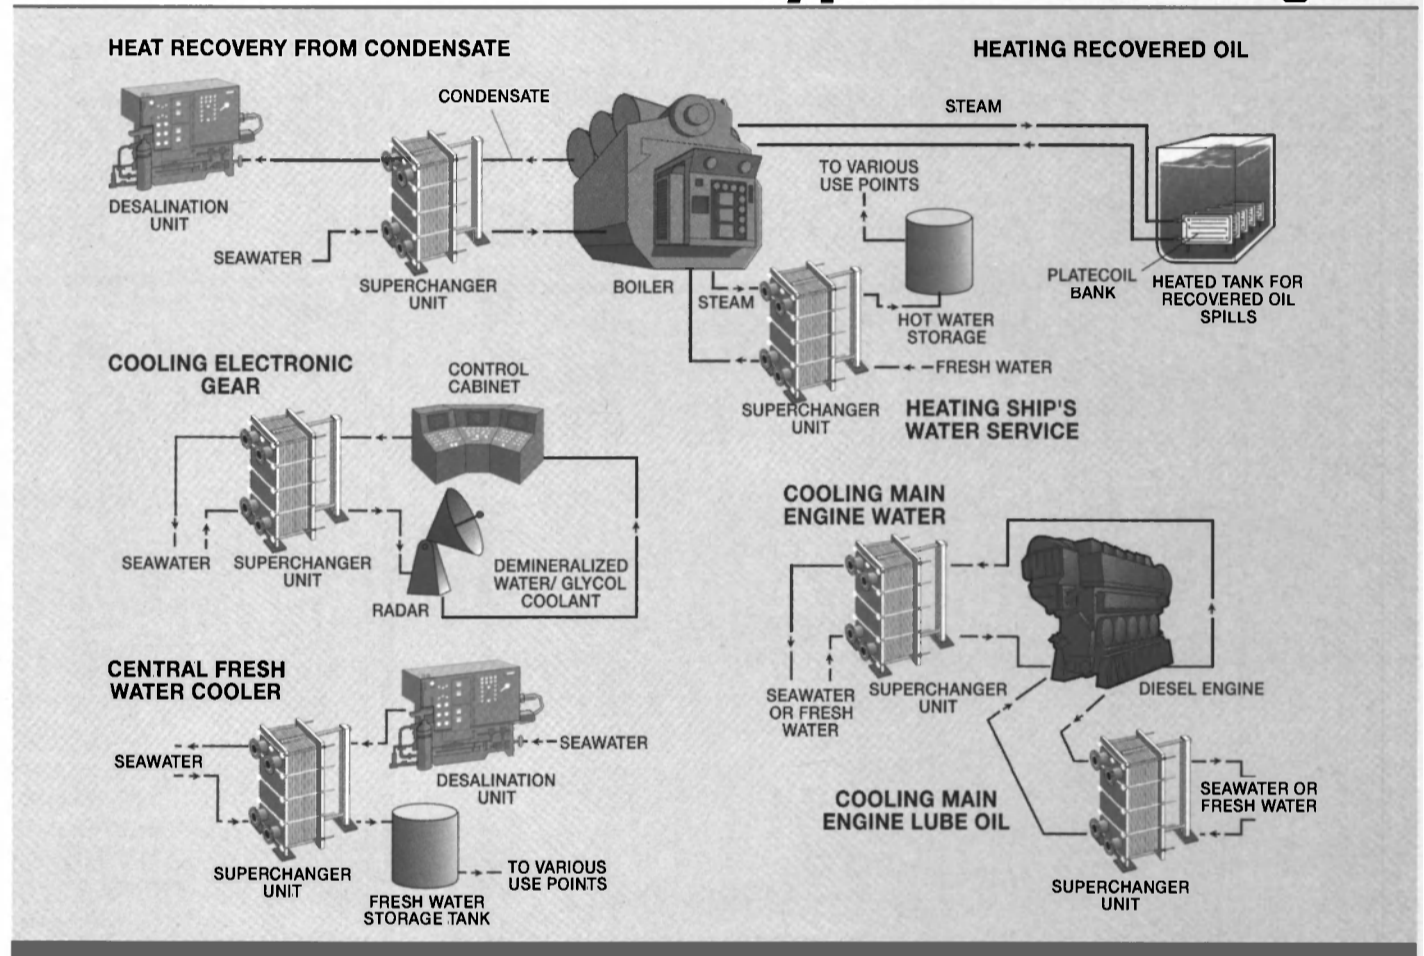 HEAT RECOVERY FROM CONDENSATE
CONDENSATE
DESALINATION
UNIT
SEAWATER
SUPERCHANGER
UNIT
BOILER
HEATING RECOVERED OIL
STEAM
TO VARIOUS
USE POINTS
PLATECOIL
BANK
HEATED TANK FOR
RECOVERED OIL
SPILLS
STEAM
HOT WATER
STORAGE
FRESH WATER
SUPERCHANGER
UNIT
HEATING SHIP'S
WATER SERVICE
COOLING ELECTRONIC
GEAR
CONTROL
CABINET
SEAWATER
SUPERCHANGER
UNIT
RADAR
DEMINERALIZED
WATER/ GLYCOL
COOLANT
COOLING MAIN
ENGINE WATER
SEAWATER
OR FRESH
WATER
SUPERCHANGER
UNIT
DIESEL ENGINE
CENTRAL FRESH
WATER COOLER
SEAWATER
SEAWATER
DESALINATION
UNIT
SUPERCHANGER
UNIT
FRESH WATER
STORAGE TANK
TO VARIOUS
USE POINTS
COOLING MAIN
ENGINE LUBE OIL
SEAWATER OR
FRESH WATER
SUPERCHANGER
UNIT